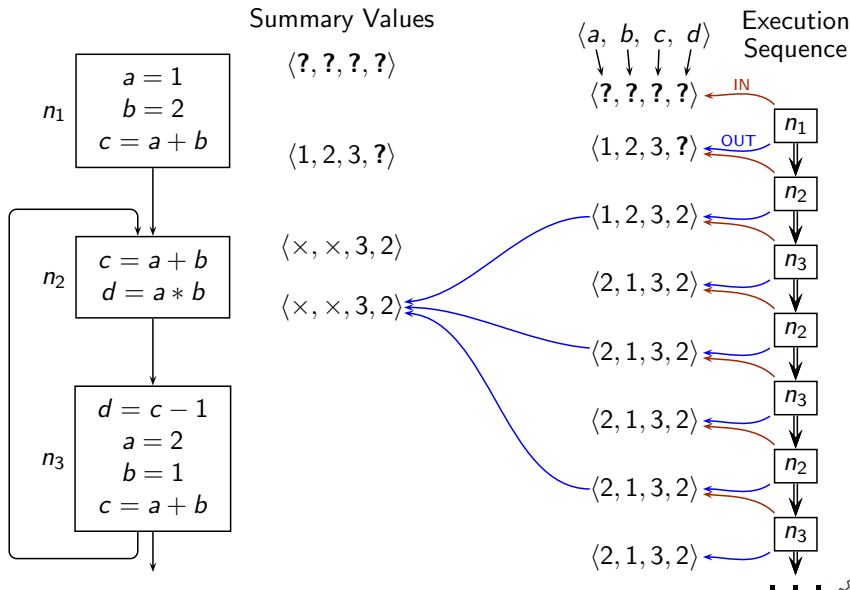 Summary Values
Execution
Sequence
⟨a, b, c, d⟩
n1
a = 1
b = 2
c = a + b
⟨?, ?, ?, ?⟩
⟨1, 2, 3, ?⟩
n2
c = a + b
d = a ∗ b
⟨×, ×, 3, 2⟩
⟨×, ×, 3, 2⟩
n3
d = c − 1
a = 2
b = 1
c = a + b
⟨?, ?, ?, ?⟩
IN
n1
⟨1, 2, 3, ?⟩
OUT
n2
⟨1, 2, 3, 2⟩
n3
⟨2, 1, 3, 2⟩
n2
⟨2, 1, 3, 2⟩
n3
⟨2, 1, 3, 2⟩
n2
⟨2, 1, 3, 2⟩
n3
⟨2, 1, 3, 2⟩